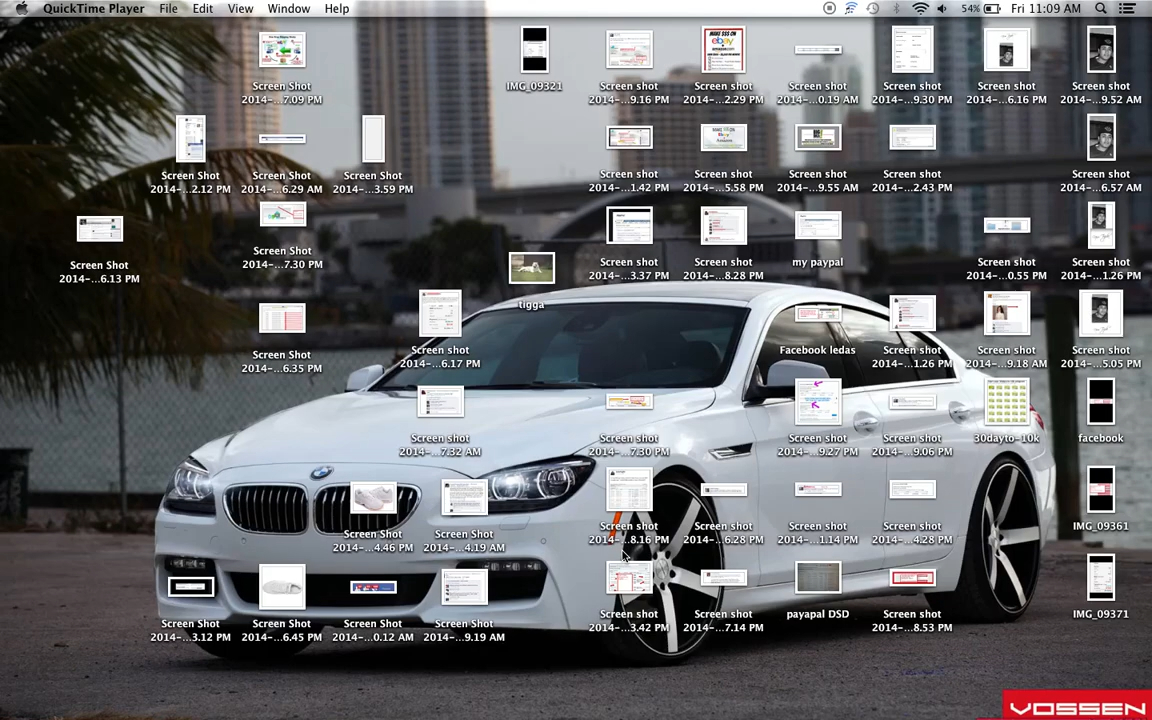 QuickTime Player File Edit View Window Help 54% Fri 11:09 AM
Screen Shot
2014-...7.09 PM
IMG_09321
Screen shot
2014-...9.16 PM
Screen shot
2014-...2.29 PM
Screen shot
2014-...0.19 AM
Screen shot
2014-...9.30 PM
Screen shot
2014-...6.16 PM
Screen shot
2014-...9.52 AM
Screen Shot
2014-...2.12 PM
Screen Shot
2014-...6.29 AM
Screen Shot
2014-...3.59 PM
Screen shot
2014-...1.42 PM
Screen shot
2014-...5.58 PM
Screen shot
2014-...9.55 AM
Screen shot
2014-...2.43 PM
Screen shot
2014-...6.57 AM
Screen Shot
2014-...6.13 PM
Screen Shot
2014-...7.30 PM
tigga
Screen shot
2014-...3.37 PM
Screen shot
2014-...8.28 PM
my paypal
Screen shot
2014-...0.55 PM
Screen shot
2014-...1.26 PM
Screen Shot
2014-...6.35 PM
Screen shot
2014-...6.17 PM
Facebook ledas
Screen shot
2014-...1.26 PM
Screen shot
2014-...9.18 AM
Screen shot
2014-...5.05 PM
Screen shot
2014-...7.32 AM
Screen shot
2014-...7.30 PM
Screen shot
2014-...9.27 PM
Screen shot
2014-...9.06 PM
30dayto-10k
facebook
Screen Shot
2014-...4.46 PM
Screen Shot
2014-...4.19 AM
Screen shot
2014-...8.16 PM
Screen shot
2014-...6.28 PM
Screen shot
2014-...1.14 PM
Screen shot
2014-...4.28 PM
IMG_09361
Screen Shot
2014-...3.12 PM
Screen Shot
2014-...6.45 PM
Screen Shot
2014-...0.12 AM
Screen Shot
2014-...9.19 AM
Screen shot
2014-...3.42 PM
Screen shot
2014-...7.14 PM
payapal DSD
Screen shot
2014-...8.53 PM
IMG_09371
VOSSEN